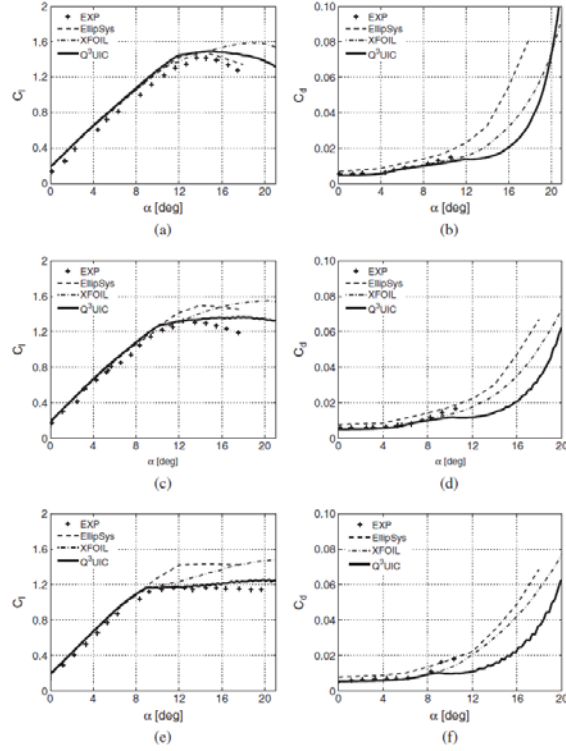 1.6
1.2
0.8
0.4
0
C_l
EXP
EllipSys
XFOIL
Q³UIC
0 4 8 12 16 20
α [deg]
(a)
0.10
0.08
0.06
0.04
0.02
0
C_d
EXP
EllipSys
XFOIL
Q³UIC
0 4 8 12 16 20
α [deg]
(b)
1.6
1.2
0.8
0.4
0
C_l
EXP
EllipSys
XFOIL
Q³UIC
0 4 8 12 16 20
α [deg]
(c)
0.10
0.08
0.06
0.04
0.02
0
C_d
EXP
EllipSys
XFOIL
Q³UIC
0 4 8 12 16 20
α [deg]
(d)
1.6
1.2
0.8
0.4
0
C_l
EXP
EllipSys
XFOIL
Q³UIC
0 4 8 12 16 20
α [deg]
(e)
0.10
0.08
0.06
0.04
0.02
0
C_d
EXP
EllipSys
XFOIL
Q³UIC
0 4 8 12 16 20
α [deg]
(f)